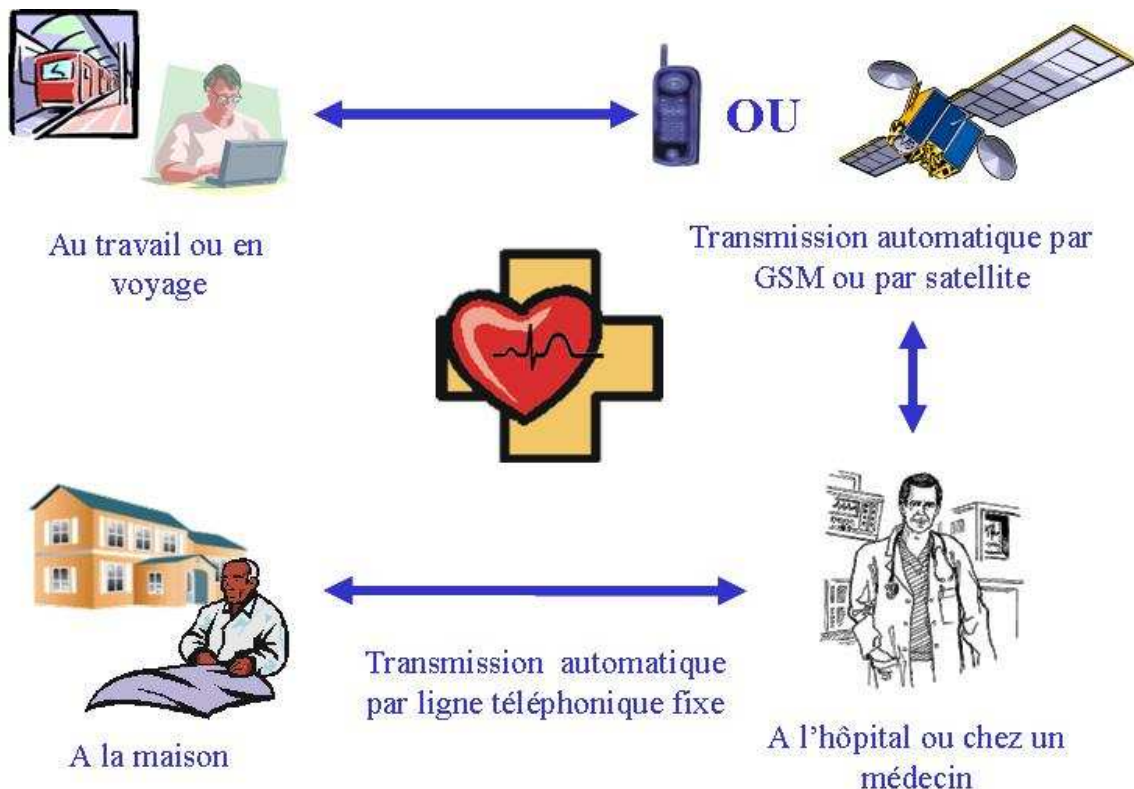 OU
Au travail ou en
voyage
Transmission automatique par
GSM ou par satellite
Transmission automatique
par ligne téléphonique fixe
A la maison
A l'hôpital ou chez un
médecin